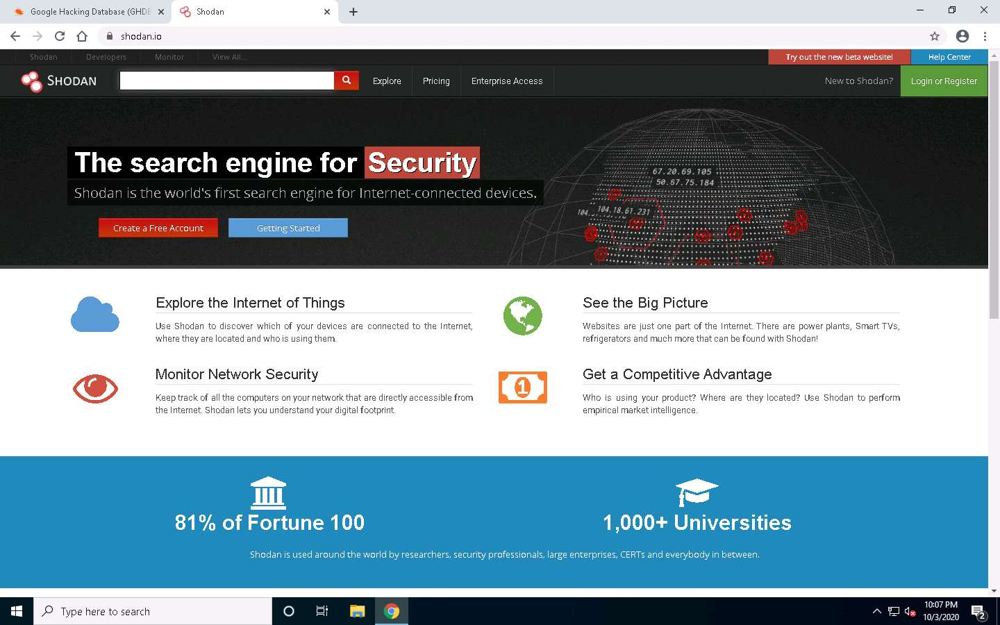 Google Hacking Database (GHDB
Shodan
shodan.io
Shodan
Developers
Monitor
View All...
Try out the new beta website!
Help Center
SHODAN
Explore
Pricing
Enterprise Access
New to Shodan?
Login or Register
The search engine for Security
Shodan is the world's first search engine for Internet-connected devices.
Create a Free Account
Getting Started
67.20.69.105
50.87.75.184
104...
104.18.61.231
Explore the Internet of Things
Use Shodan to discover which of your devices are connected to the Internet,
where they are located and who is using them.
See the Big Picture
Websites are just one part of the Internet. There are power plants, Smart TVs,
refrigerators and much more that can be found with Shodan!
Monitor Network Security
Keep track of all the computers on your network that are directly accessible from
the Internet. Shodan lets you understand your digital footprint.
1
Get a Competitive Advantage
Who is using your product? Where are they located? Use Shodan to perform
empirical market intelligence.
81% of Fortune 100
1,000+ Universities
Shodan is used around the world by researchers, security professionals, large enterprises, CERTs and everybody in between.
Type here to search
10:07 PM
10/3/2020
2